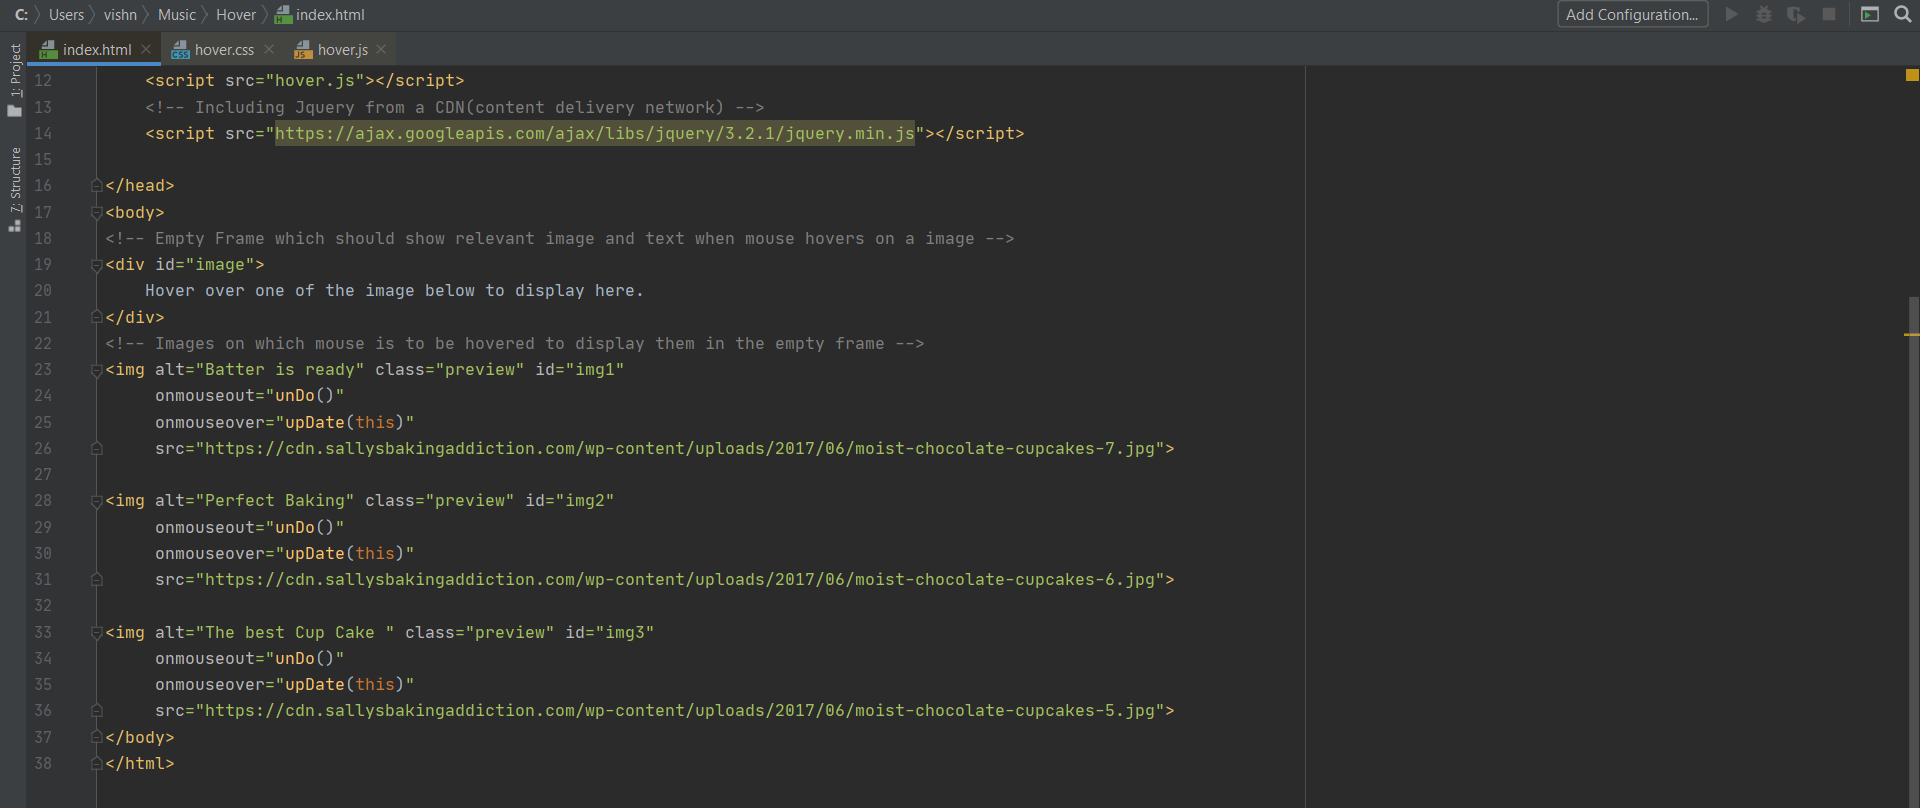 C: Users vishn Music Hover index.html Add Configuration...
index.html hover.css hover.js
1: Project
7: Structure
12 <script src="hover.js"></script>
13 <!-- Including Jquery from a CDN(content delivery network) -->
14 <script src="https://ajax.googleapis.com/ajax/libs/jquery/3.2.1/jquery.min.js"></script>
15
16 </head>
17 <body>
18 <!-- Empty Frame which should show relevant image and text when mouse hovers on a image -->
19 <div id="image">
20 Hover over one of the image below to display here.
21 </div>
22 <!-- Images on which mouse is to be hovered to display them in the empty frame -->
23 <img alt="Batter is ready" class="preview" id="img1"
24 onmouseout="unDo()"
25 onmouseover="upDate(this)"
26 src="https://cdn.sallysbakingaddiction.com/wp-content/uploads/2017/06/moist-chocolate-cupcakes-7.jpg">
27
28 <img alt="Perfect Baking" class="preview" id="img2"
29 onmouseout="unDo()"
30 onmouseover="upDate(this)"
31 src="https://cdn.sallysbakingaddiction.com/wp-content/uploads/2017/06/moist-chocolate-cupcakes-6.jpg">
32
33 <img alt="The best Cup Cake " class="preview" id="img3"
34 onmouseout="unDo()"
35 onmouseover="upDate(this)"
36 src="https://cdn.sallysbakingaddiction.com/wp-content/uploads/2017/06/moist-chocolate-cupcakes-5.jpg">
37 </body>
38 </html>